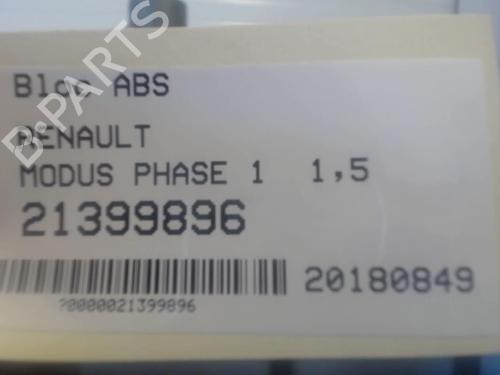 Bloc ABS
RENAULT
MODUS PHASE 1 1,5
21399896
20180849
?0000021399896
B-PARTS